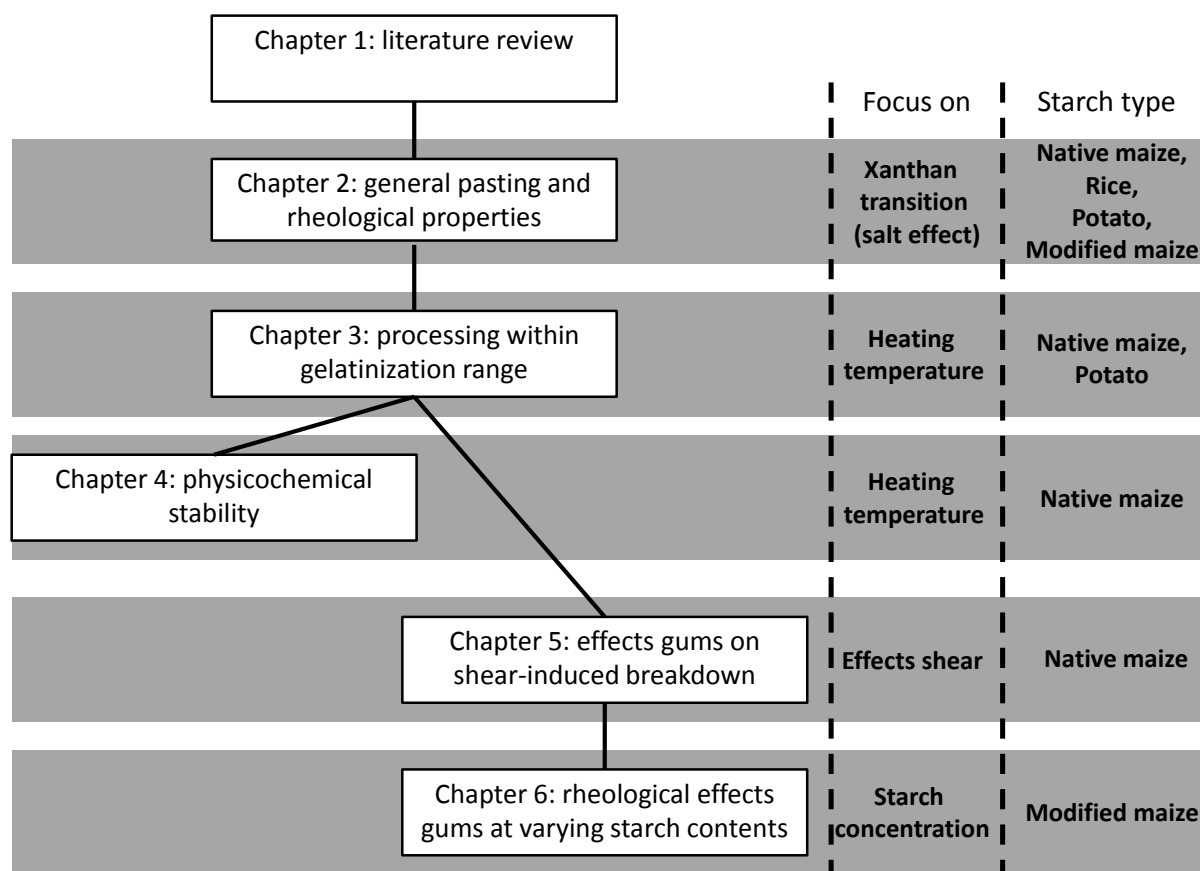 Chapter 1: literature review
Focus on
Starch type
Chapter 2: general pasting and
rheological properties
Xanthan
transition
(salt effect)
Native maize,
Rice,
Potato,
Modified maize
Chapter 3: processing within
gelatinization range
Heating
temperature
Native maize,
Potato
Chapter 4: physicochemical
stability
Heating
temperature
Native maize
Chapter 5: effects gums on
shear-induced breakdown
Effects shear
Native maize
Chapter 6: rheological effects
gums at varying starch contents
Starch
concentration
Modified maize